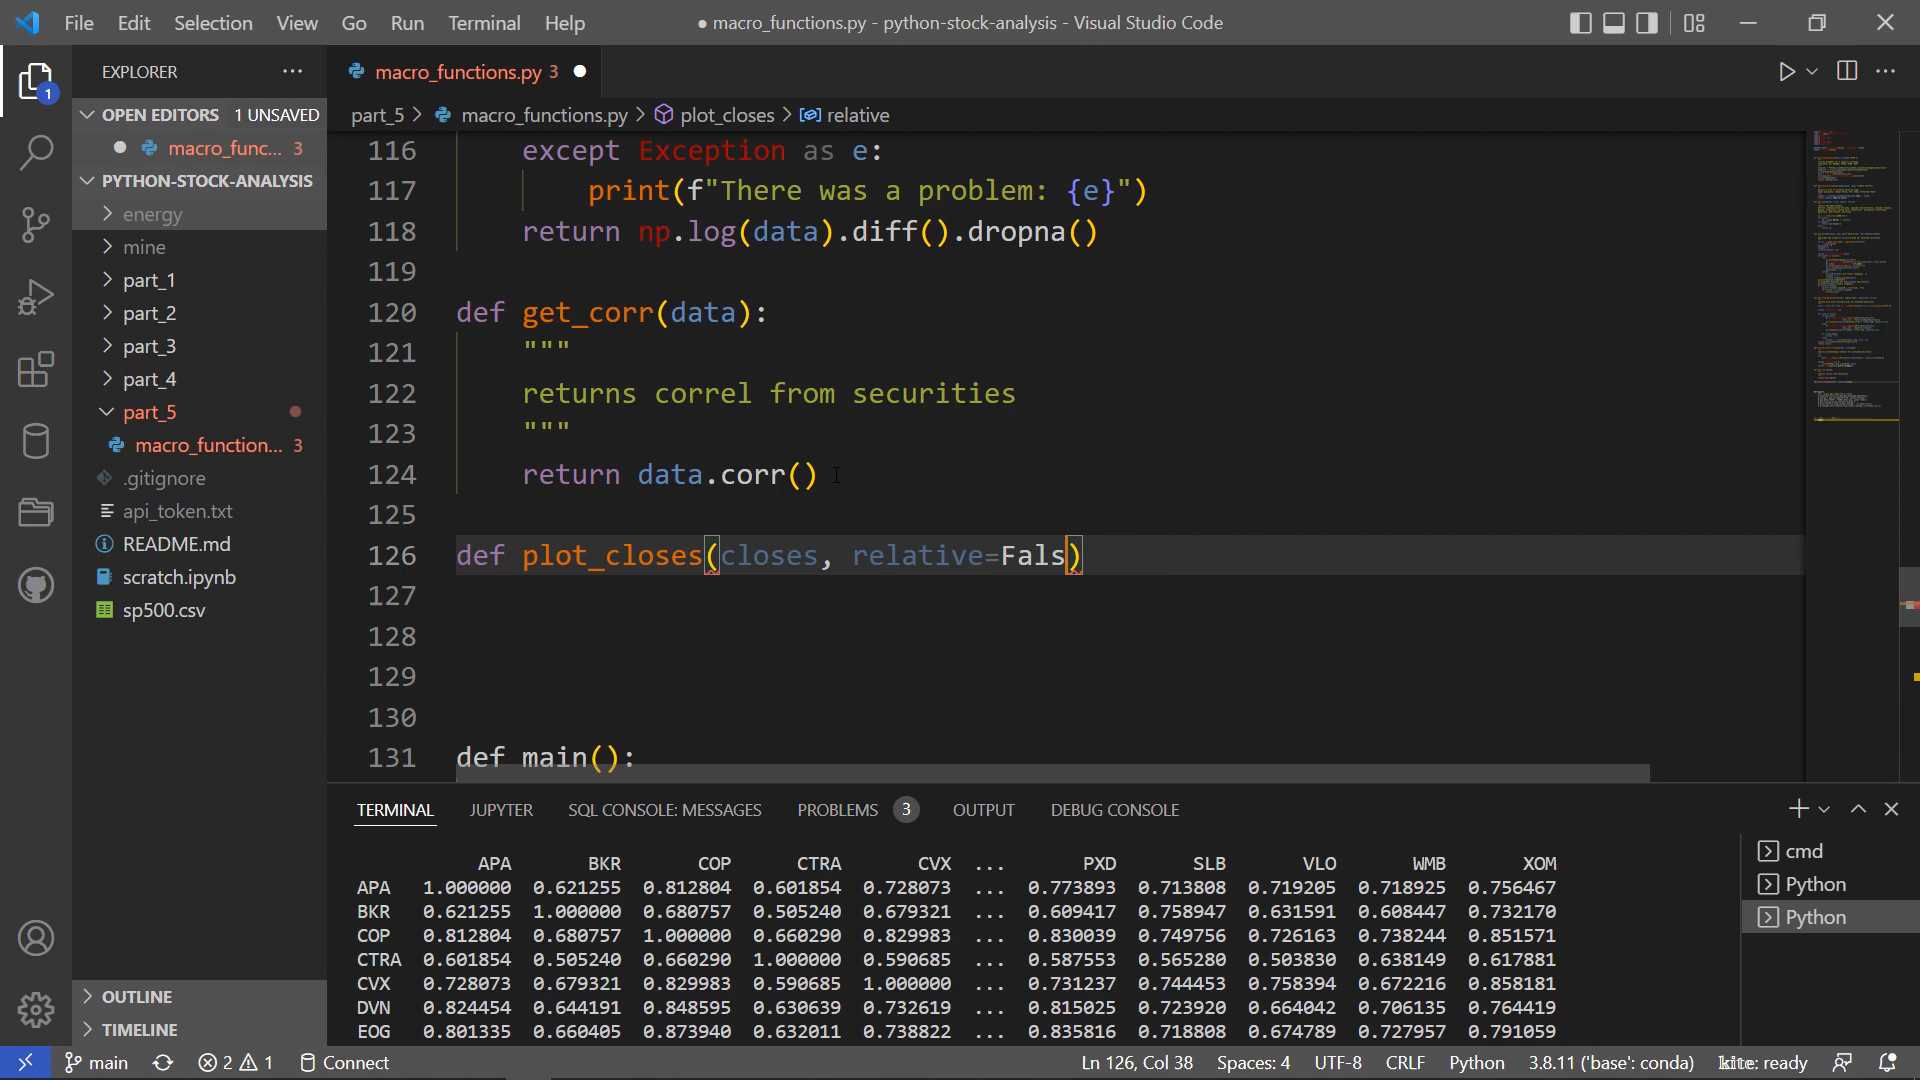 File Edit Selection View Go Run Terminal Help
● macro_functions.py - python-stock-analysis - Visual Studio Code
EXPLORER ...
OPEN EDITORS 1 UNSAVED
macro_func... 3
PYTHON-STOCK-ANALYSIS
energy
mine
part_1
part_2
part_3
part_4
part_5
macro_function... 3
.gitignore
api_token.txt
README.md
scratch.ipynb
sp500.csv
OUTLINE
TIMELINE
1
macro_functions.py 3
part_5 > macro_functions.py > plot_closes > relative
116 except Exception as e:
117 print(f"There was a problem: {e}")
118 return np.log(data).diff().dropna()
119
120 def get_corr(data):
121 """
122 returns correl from securities
123 """
124 return data.corr()
125
126 def plot_closes(closes, relative=Fals)
127
128
129
130
131 def main():
TERMINAL JUPYTER SQL CONSOLE: MESSAGES PROBLEMS 3 OUTPUT DEBUG CONSOLE
APA BKR COP CTRA CVX ... PXD SLB VLO WMB XOM
APA 1.000000 0.621255 0.812804 0.601854 0.728073 ... 0.773893 0.713808 0.719205 0.718925 0.756467
BKR 0.621255 1.000000 0.680757 0.505240 0.679321 ... 0.609417 0.758947 0.631591 0.608447 0.732170
COP 0.812804 0.680757 1.000000 0.660290 0.829983 ... 0.830039 0.749756 0.726163 0.738244 0.851571
CTRA 0.601854 0.505240 0.660290 1.000000 0.590685 ... 0.587553 0.565280 0.503830 0.638149 0.617881
CVX 0.728073 0.679321 0.829983 0.590685 1.000000 ... 0.731237 0.744453 0.758394 0.672216 0.858181
DVN 0.824454 0.644191 0.848595 0.630639 0.732619 ... 0.815025 0.723920 0.664042 0.706135 0.764419
EOG 0.801335 0.660405 0.873940 0.632011 0.738822 ... 0.835816 0.718808 0.674789 0.727957 0.791059
cmd
Python
Python
main 2 1 Connect
Ln 126, Col 38 Spaces: 4 UTF-8 CRLF Python 3.8.11 ('base': conda) kite: ready